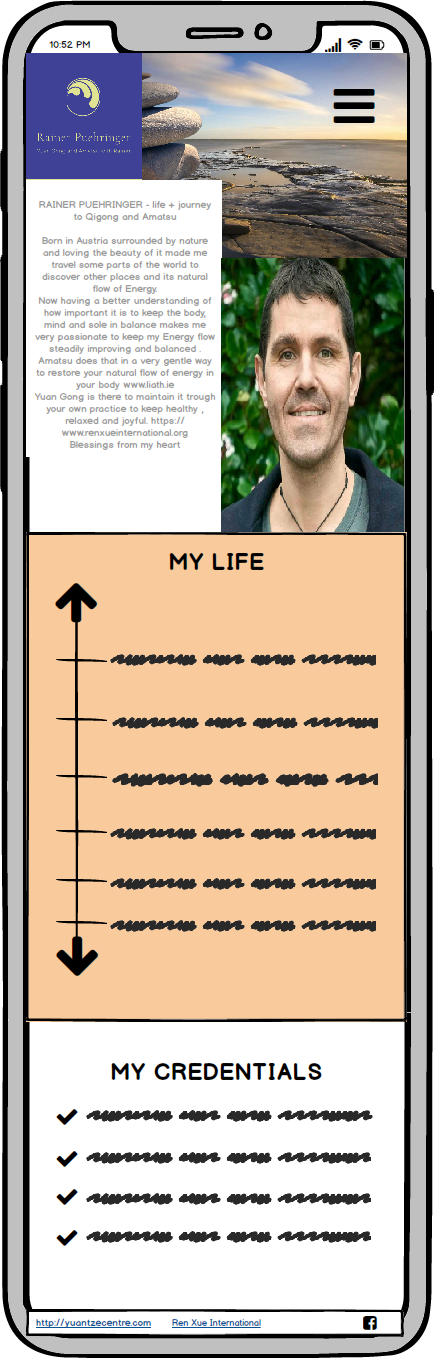 10:52 PM
Rainer Puehringer
RAINER PUEHRINGER - life + journey
to Qigong and Amatsu
Born in Austria surrounded by nature
and loving the beauty of it made me
travel some parts of the world to
discover other places and its natural
flow of Energy.
Now having a better understanding of
how important it is to keep the body,
mind and sole in balance makes me
very passionate to keep my Energy flow
steadily improving and balanced .
Amatsu does that in a very gentle way
to restore your natural flow of energy in
your body www.liath.ie
Yuan Gong is there to maintain it trough
your own practice to keep healthy ,
relaxed and joyful. https://
www.renxueinternational.org
Blessings from my heart
MY LIFE
MY CREDENTIALS
http://yuantzecentre.com Ren Xue International